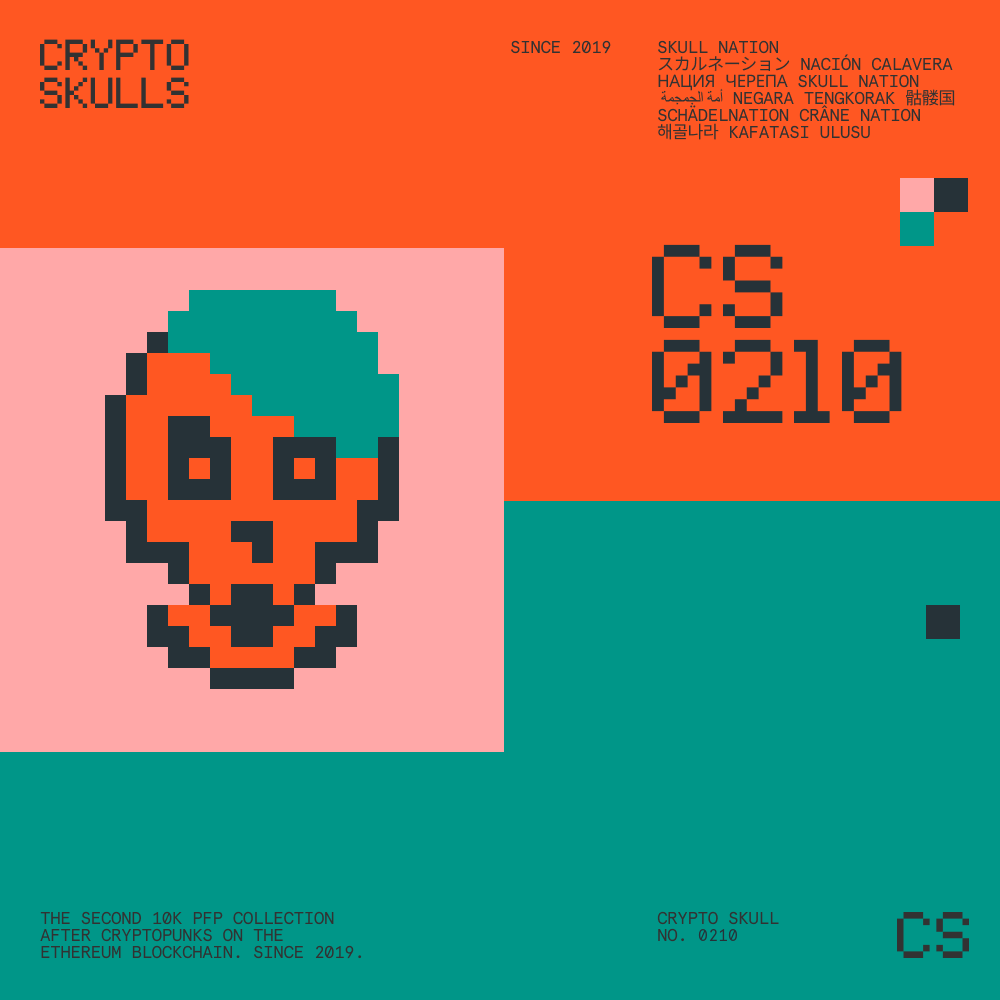 CRYPTO
SKULLS
SINCE 2019
SKULL NATION
スカルネーション NACIÓN CALAVERA
НАЦИЯ ЧЕРЕПА SKULL NATION
أمة الجمجمة NEGARA TENGKORAK 骷髅国
SCHÄDELNATION CRÂNE NATION
해골나라 KAFATASI ULUSU
CS
0210
THE SECOND 10K PFP COLLECTION
AFTER CRYPTOPUNKS ON THE
ETHEREUM BLOCKCHAIN. SINCE 2019.
CRYPTO SKULL
NO. 0210
CS